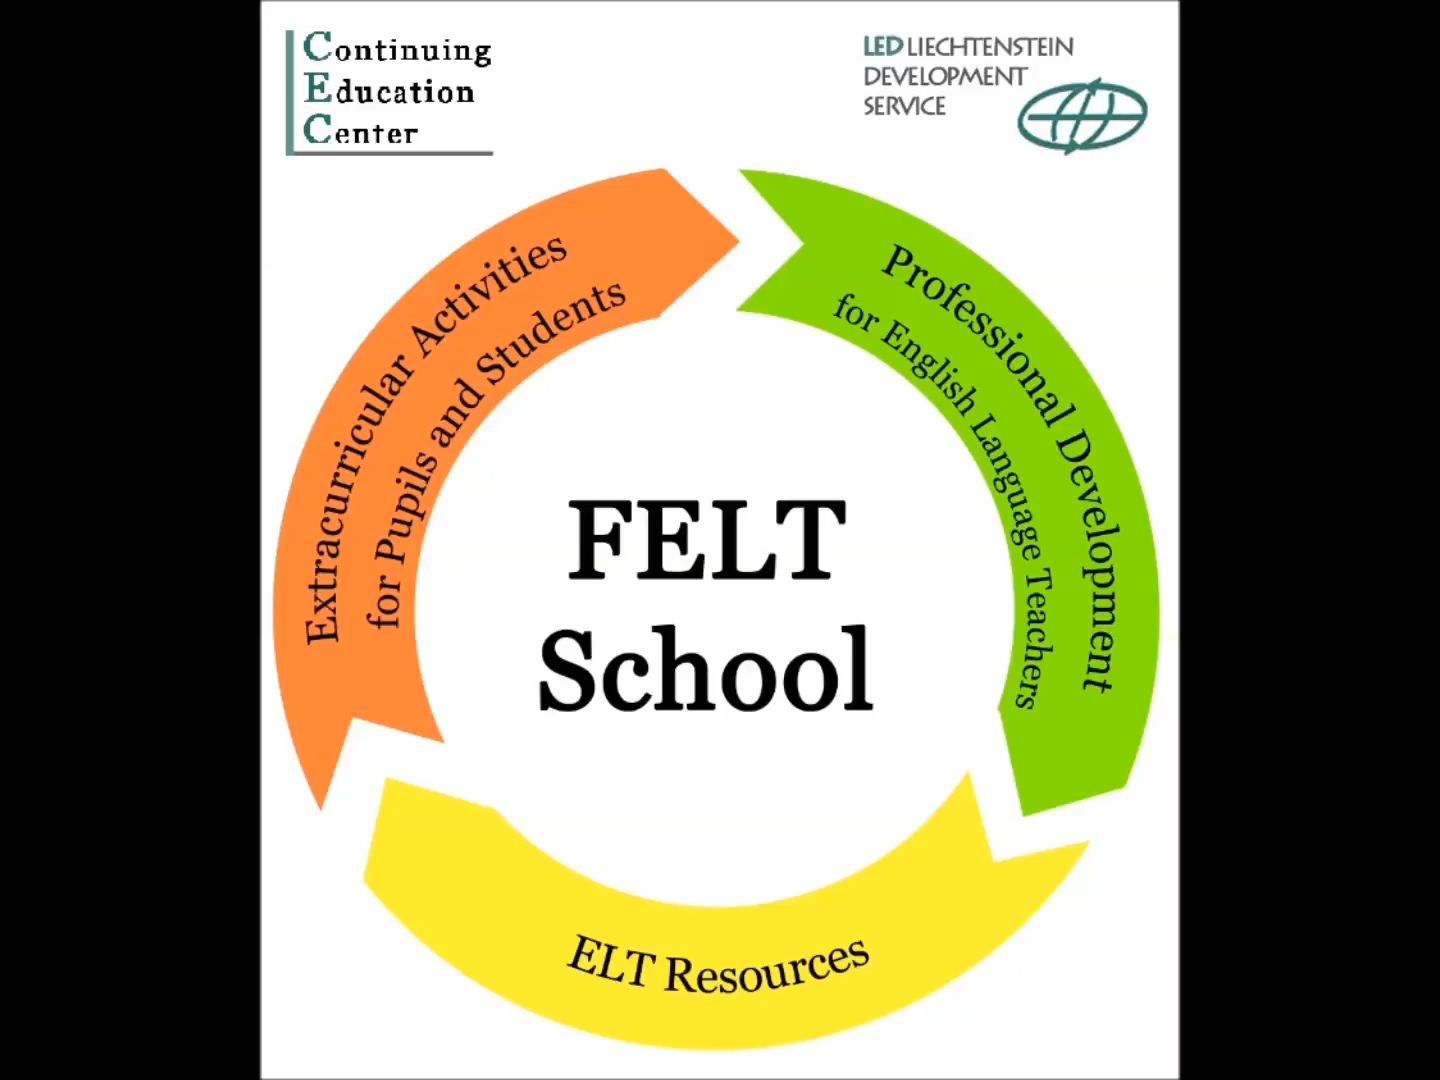 Continuing
Education
Center
LED LIECHTENSTEIN
DEVELOPMENT
SERVICE
Extracurricular Activities
for Pupils and Students
Professional Development
for English Language Teachers
FELT
School
ELT Resources